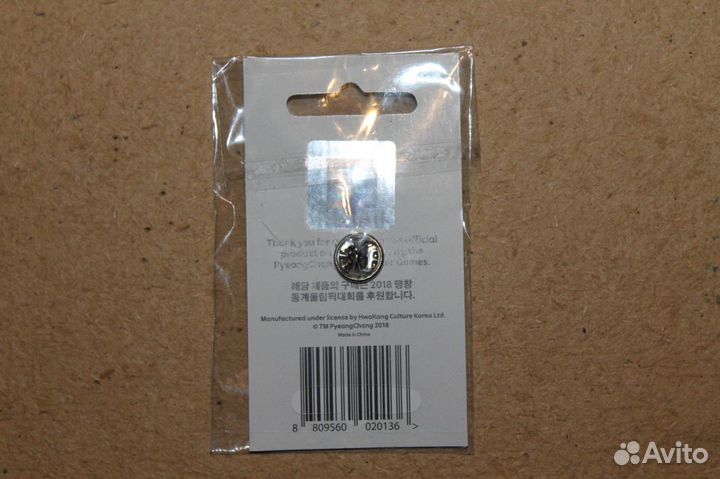 Thank you for official
product the
PyeongChang Games.
해당 제품의 구매는 2018 평창
동계올림픽대회를 후원합니다.
Manufactured under license by HwaKang Culture Korea Ltd.
© TM PyeongChang 2018
Made in China
8 809560 020136 >
Avito